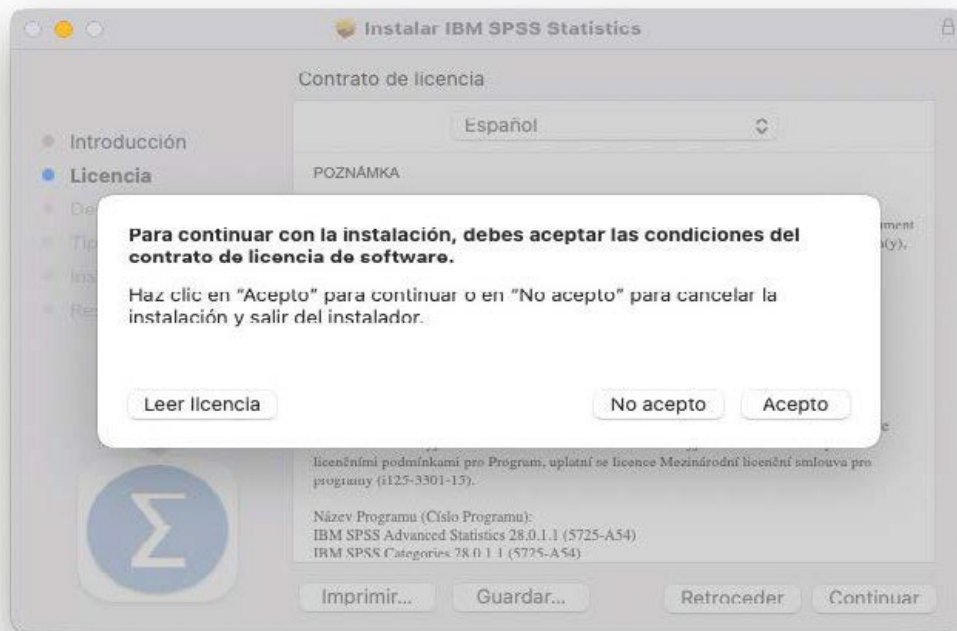 Instalar IBM SPSS Statistics
Contrato de licencia
Español
Introducción
Licencia
POZNÁMKA
Para continuar con la instalación, debes aceptar las condiciones del
contrato de licencia de software.
Haz clic en “Acepto” para continuar o en “No acepto” para cancelar la
instalación y salir del instalador.
Leer licencia
No acepto
Acepto
licenčními podmínkami pro Program, uplatní se licence Mezinárodní licenční smlouva pro
programy (i125-3301-15).
Název Programu (Číslo Programu):
IBM SPSS Advanced Statistics 28.0.1.1 (5725-A54)
IBM SPSS Categories 28.0.1.1 (5725-A54)
Imprimir...
Guardar...
Retroceder
Continuar